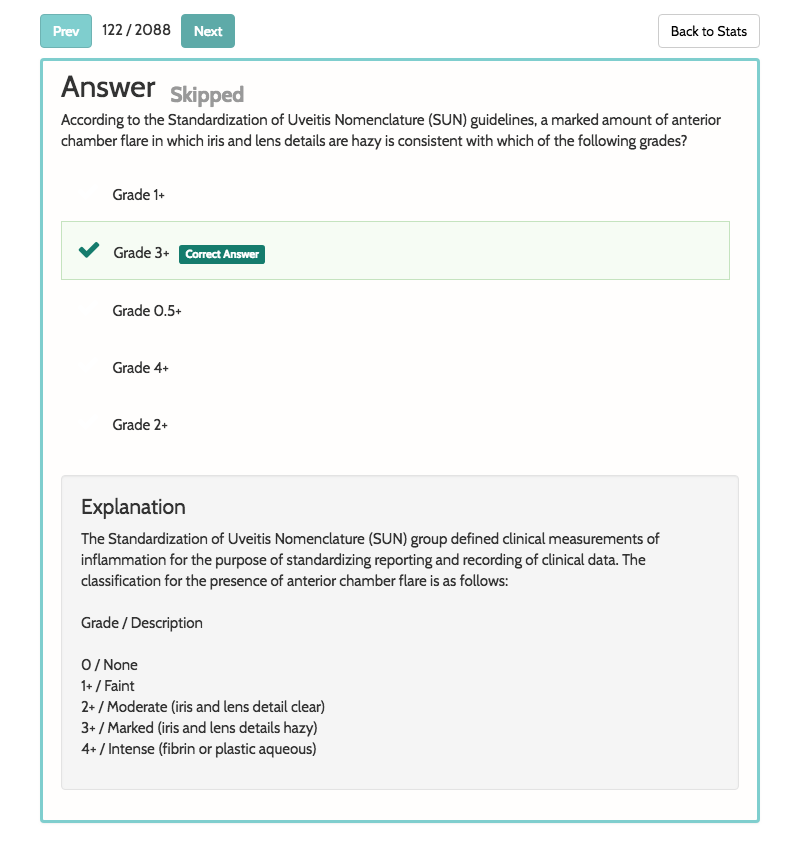 Prev 122 / 2088 Next Back to Stats
Answer Skipped
According to the Standardization of Uveitis Nomenclature (SUN) guidelines, a marked amount of anterior
chamber flare in which iris and lens details are hazy is consistent with which of the following grades?
Grade 1+
Grade 3+ Correct Answer
Grade 0.5+
Grade 4+
Grade 2+
Explanation
The Standardization of Uveitis Nomenclature (SUN) group defined clinical measurements of
inflammation for the purpose of standardizing reporting and recording of clinical data. The
classification for the presence of anterior chamber flare is as follows:
Grade / Description
0 / None
1+ / Faint
2+ / Moderate (iris and lens detail clear)
3+ / Marked (iris and lens details hazy)
4+ / Intense (fibrin or plastic aqueous)